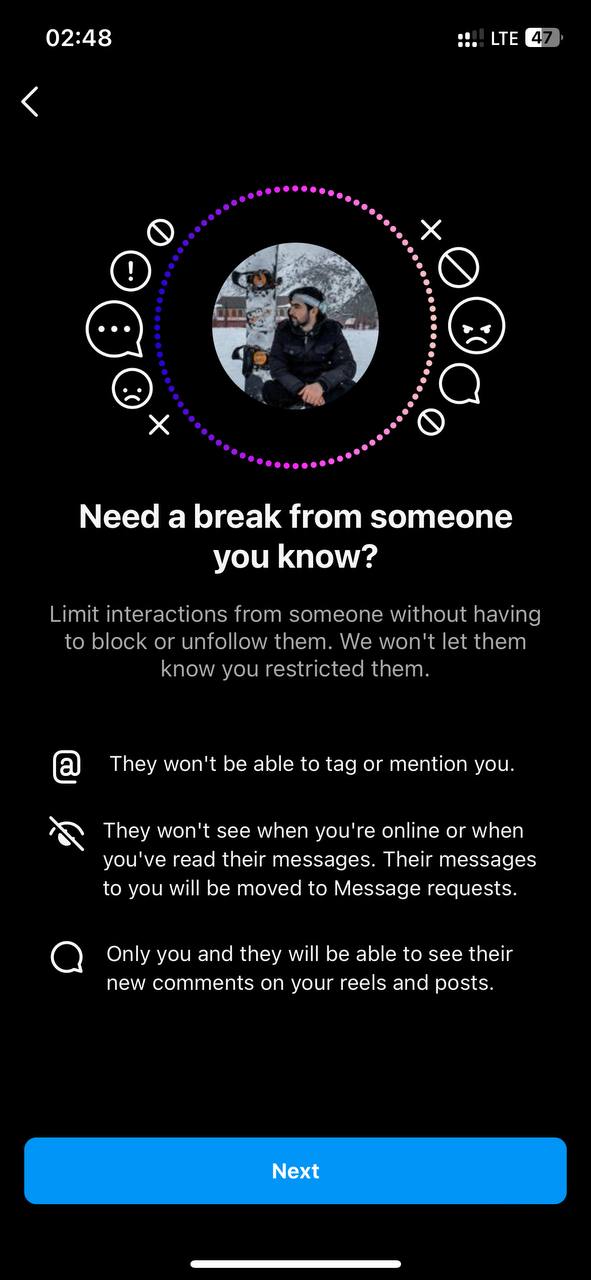 02:48
LTE 47
Need a break from someone
you know?
Limit interactions from someone without having
to block or unfollow them. We won't let them
know you restricted them.
They won't be able to tag or mention you.
They won't see when you're online or when
you've read their messages. Their messages
to you will be moved to Message requests.
Only you and they will be able to see their
new comments on your reels and posts.
Next